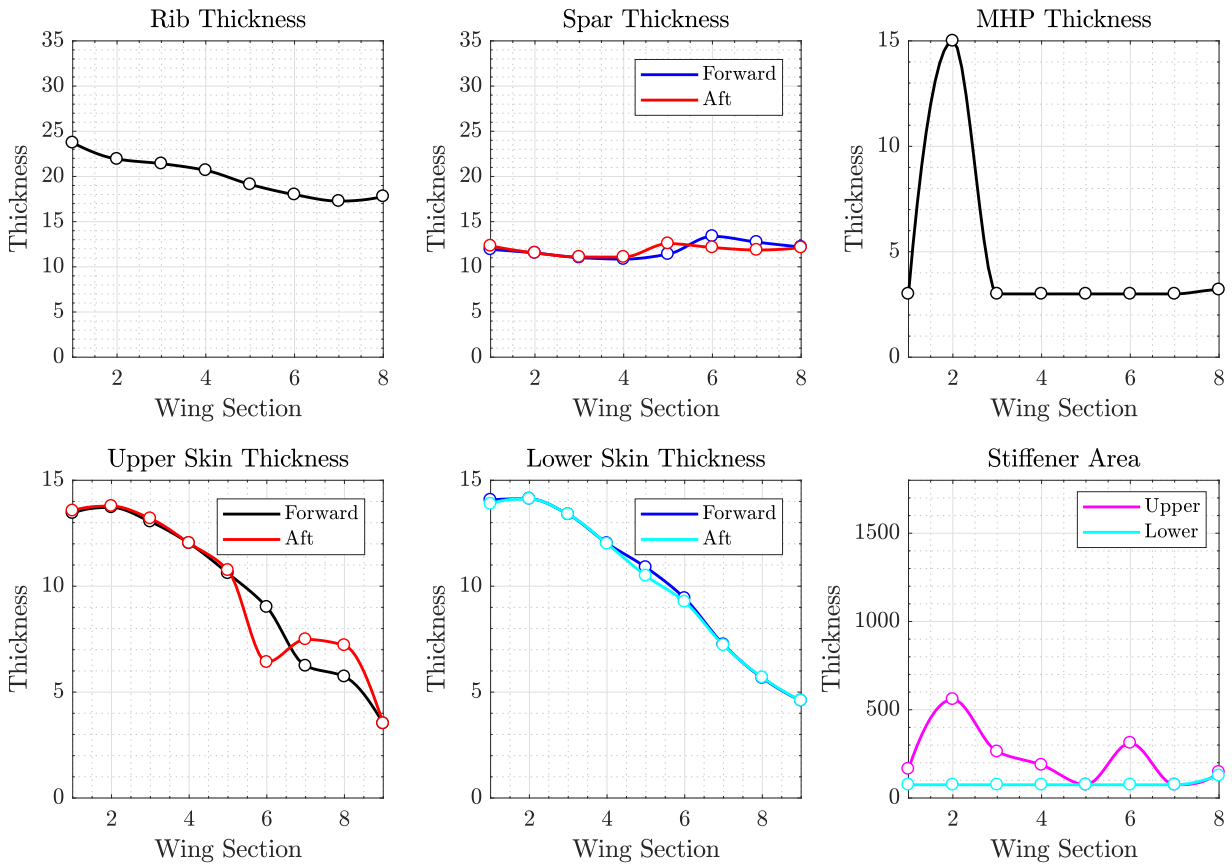 Rib Thickness
35
30
25
20
15
10
5
0
Thickness
2
4
6
8
Wing Section
Spar Thickness
35
30
25
20
15
10
5
0
Thickness
Forward
Aft
2
4
6
8
Wing Section
MHP Thickness
15
10
5
0
Thickness
2
4
6
8
Wing Section
Upper Skin Thickness
15
10
5
0
Thickness
Forward
Aft
2
4
6
8
Wing Section
Lower Skin Thickness
15
10
5
0
Thickness
Forward
Aft
2
4
6
8
Wing Section
Stiffener Area
1500
1000
500
0
Thickness
Upper
Lower
2
4
6
8
Wing Section